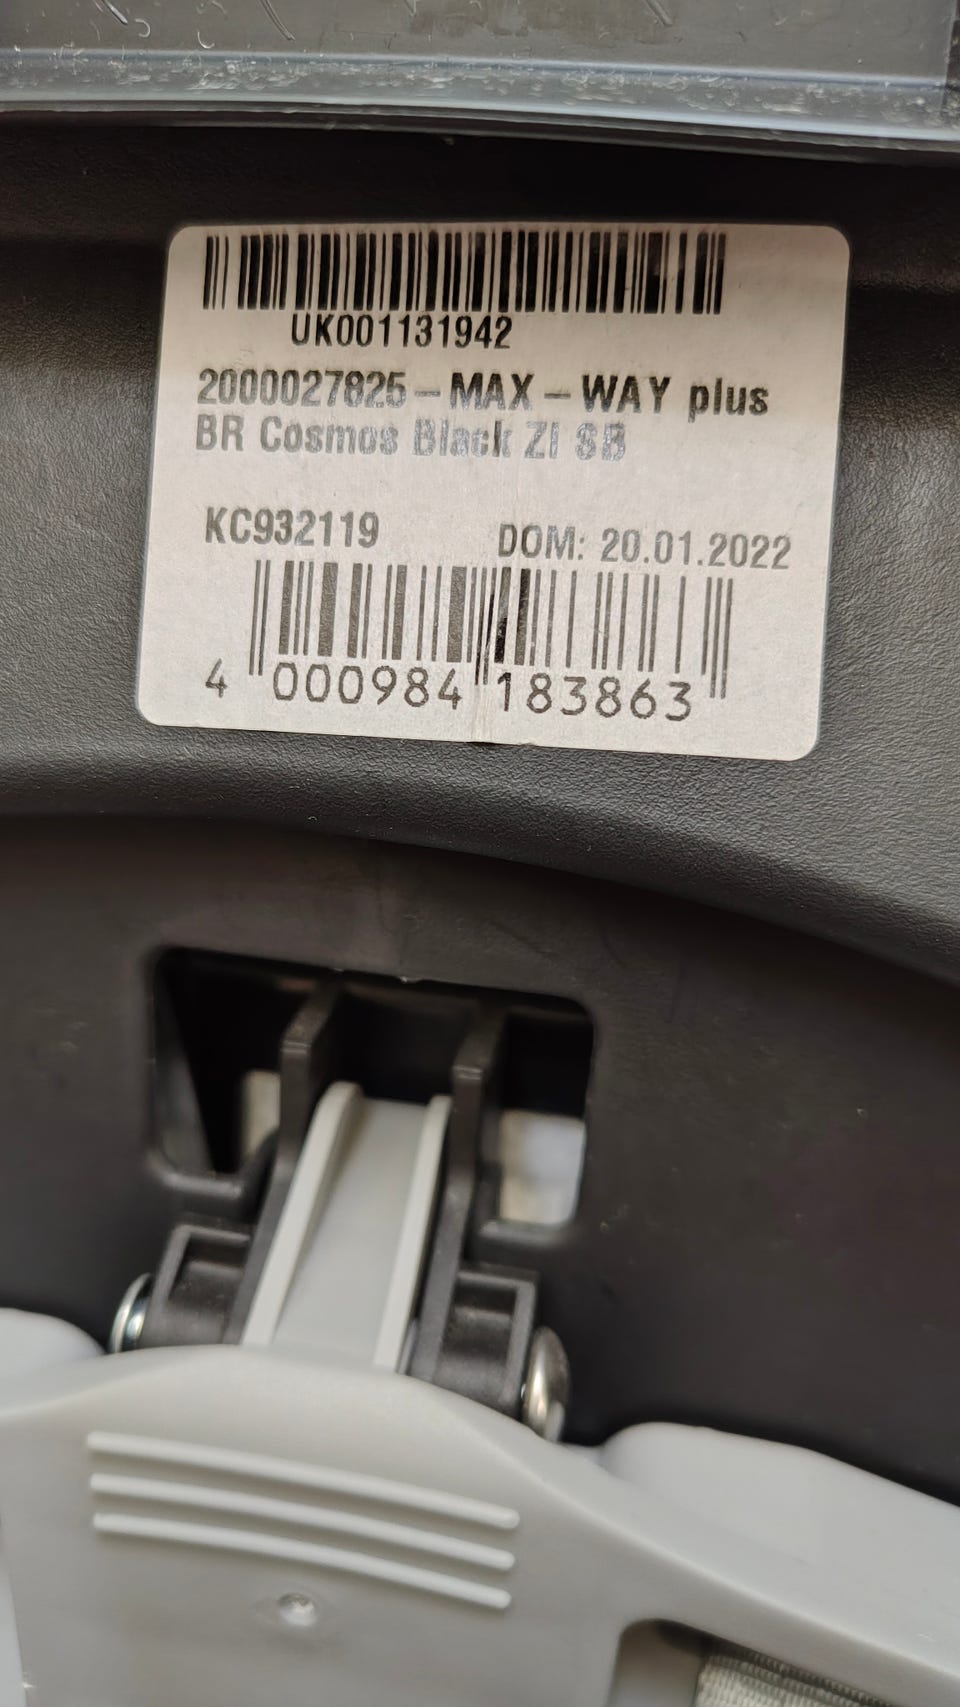 UK001131942
2000027825-MAX-WAY plus
BR Cosmos Black ZI SB
KC932119 DOM: 20.01.2022
4 000984 183863